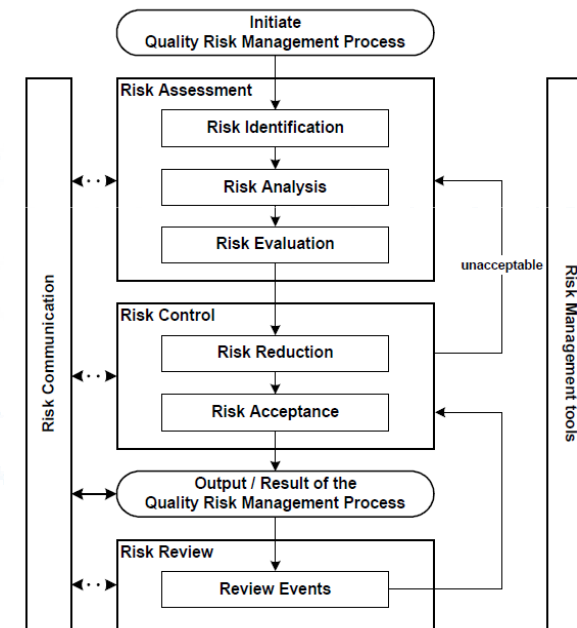 Initiate
Quality Risk Management Process
Risk Assessment
Risk Identification
Risk Analysis
Risk Evaluation
unacceptable
Risk Communication
Risk Management tools
Risk Control
Risk Reduction
Risk Acceptance
Output / Result of the
Quality Risk Management Process
Risk Review
Review Events